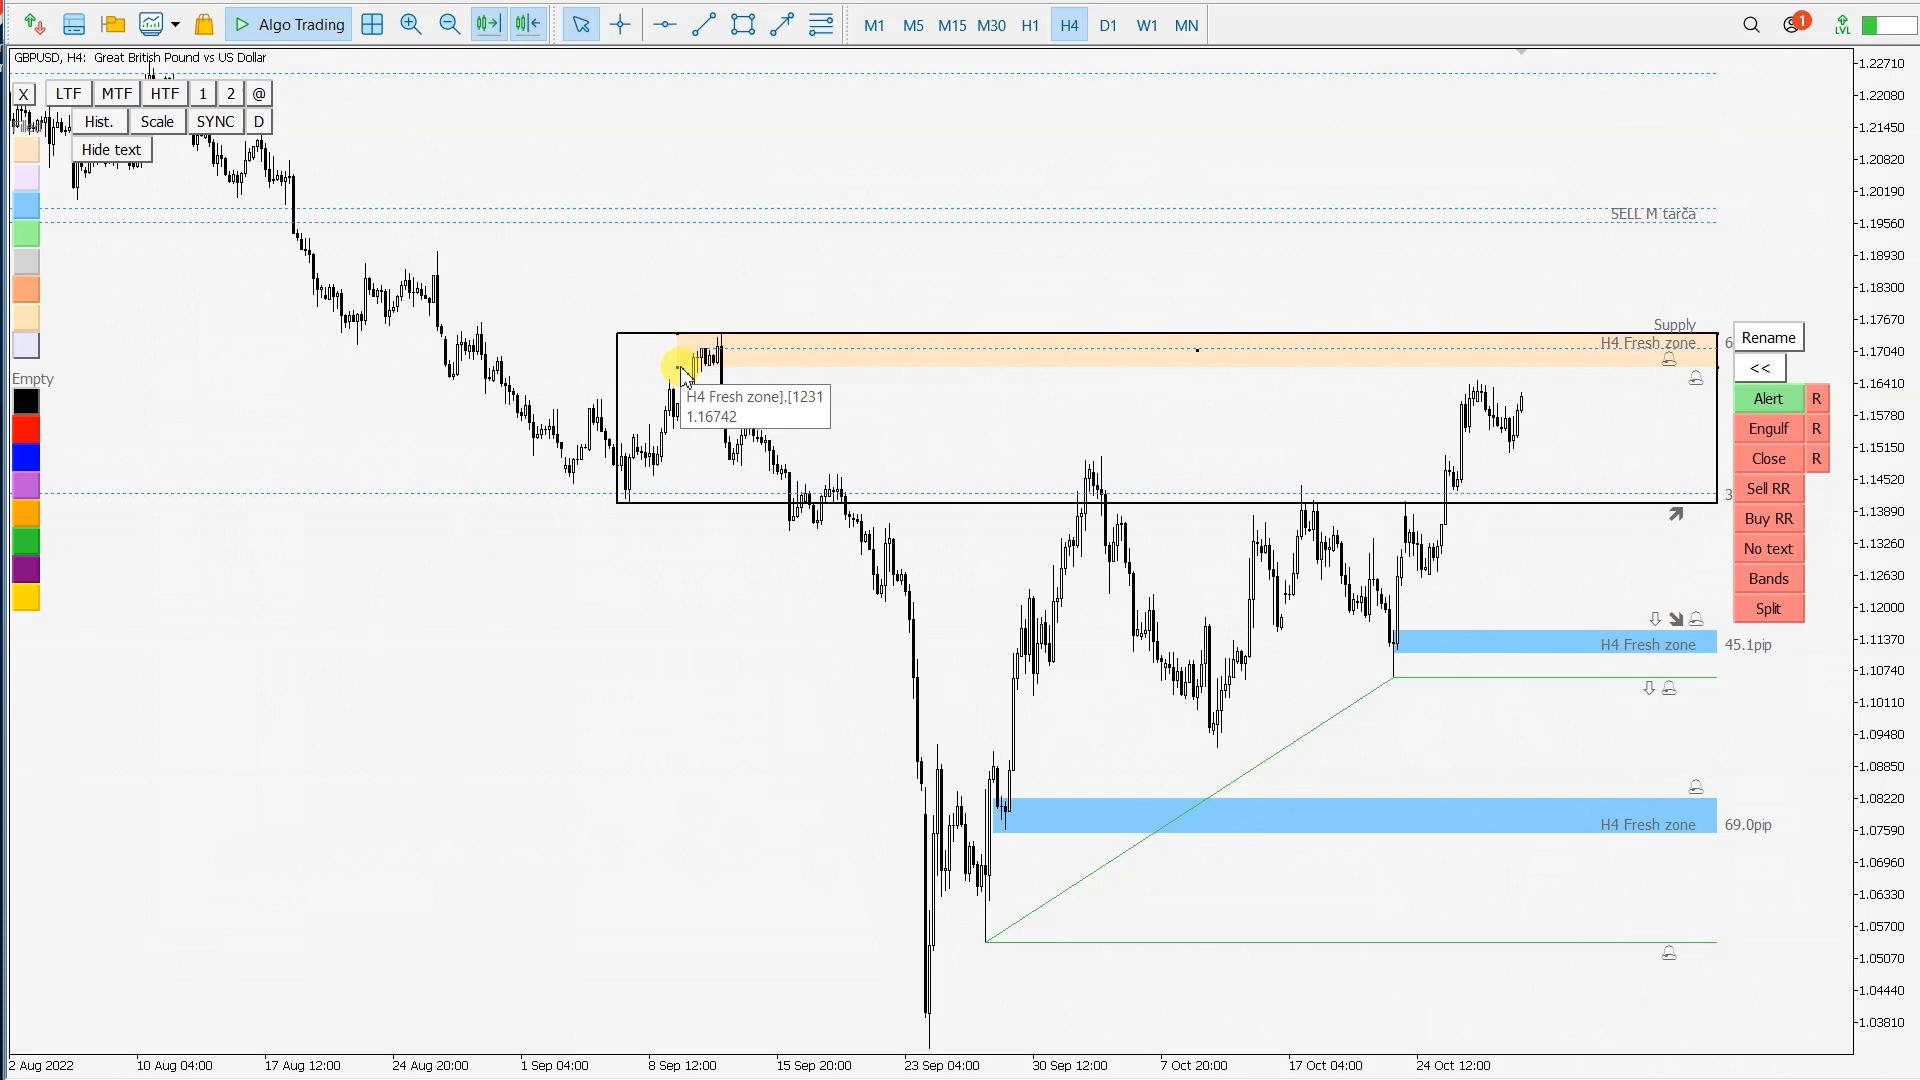 Algo Trading
M1 M5 M15 M30 H1 H4 D1 W1 MN
1
LVL
GBPUSD, H4: Great British Pound vs US Dollar
X LTF MTF HTF 1 2 @
Hist. Scale SYNC D
Hide text
Empty
SELL M tarča
Supply
H4 Fresh zone 6
H4 Fresh zone].[1231
1.16742
3
H4 Fresh zone 45.1pip
H4 Fresh zone 69.0pip
Rename
<<
Alert R
Engulf R
Close R
Sell RR
Buy RR
No text
Bands
Split
1.22710
1.22080
1.21450
1.20820
1.20190
1.19560
1.18930
1.18300
1.17670
1.17040
1.16410
1.15780
1.15150
1.14520
1.13890
1.13260
1.12630
1.12000
1.11370
1.10740
1.10110
1.09480
1.08850
1.08220
1.07590
1.06960
1.06330
1.05700
1.05070
1.04440
1.03810
2 Aug 2022 10 Aug 04:00 17 Aug 12:00 24 Aug 20:00 1 Sep 04:00 8 Sep 12:00 15 Sep 20:00 23 Sep 04:00 30 Sep 12:00 7 Oct 20:00 17 Oct 04:00 24 Oct 12:00